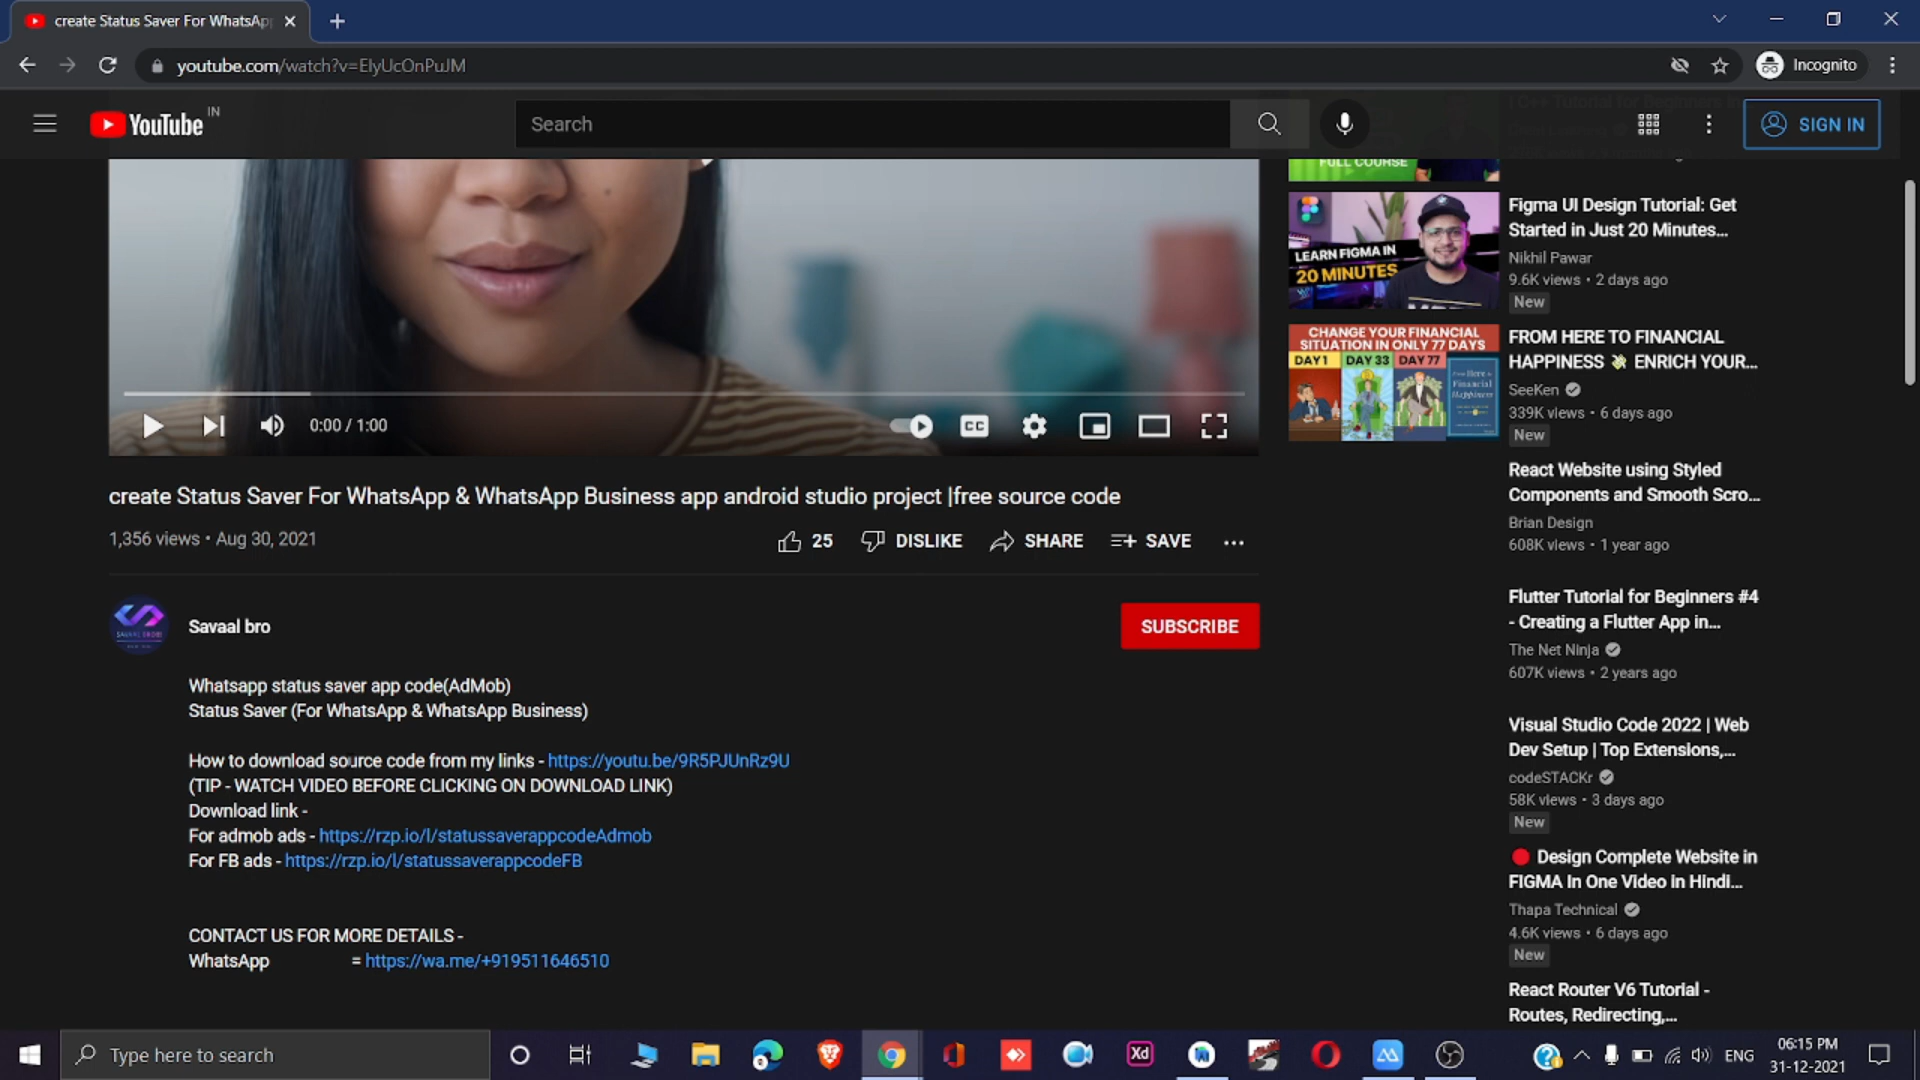 create Status Saver For WhatsApp
youtube.com/watch?v=EIyUcOnPuJM
Incognito
YouTube IN
Search
SIGN IN
FULL COURSE
LEARN FIGMA IN
20 MINUTES
Figma UI Design Tutorial: Get
Started in Just 20 Minutes...
Nikhil Pawar
9.6K views • 2 days ago
New
CHANGE YOUR FINANCIAL
SITUATION IN ONLY 77 DAYS
DAY 1 DAY 33 DAY 77
From Here to
Financial
Happiness
FROM HERE TO FINANCIAL
HAPPINESS 💸 ENRICH YOUR...
SeeKen
339K views • 6 days ago
New
0:00 / 1:00
CC
create Status Saver For WhatsApp & WhatsApp Business app android studio project |free source code
1,356 views • Aug 30, 2021
25
DISLIKE
SHARE
SAVE
Savaal bro
SUBSCRIBE
Whatsapp status saver app code(AdMob)
Status Saver (For WhatsApp & WhatsApp Business)
How to download source code from my links - https://youtu.be/9R5PJUnRz9U
(TIP - WATCH VIDEO BEFORE CLICKING ON DOWNLOAD LINK)
Download link -
For admob ads - https://rzp.io/l/statussaverappcodeAdmob
For FB ads - https://rzp.io/l/statussaverappcodeFB
CONTACT US FOR MORE DETAILS -
WhatsApp = https://wa.me/+919511646510
React Website using Styled
Components and Smooth Scro...
Brian Design
608K views • 1 year ago
Flutter Tutorial for Beginners #4
- Creating a Flutter App in...
The Net Ninja
607K views • 2 years ago
Visual Studio Code 2022 | Web
Dev Setup | Top Extensions,...
codeSTACKr
58K views • 3 days ago
New
🔴 Design Complete Website in
FIGMA In One Video in Hindi...
Thapa Technical
4.6K views • 6 days ago
New
React Router V6 Tutorial -
Routes, Redirecting,...
Type here to search
Xd
ENG
06:15 PM
31-12-2021